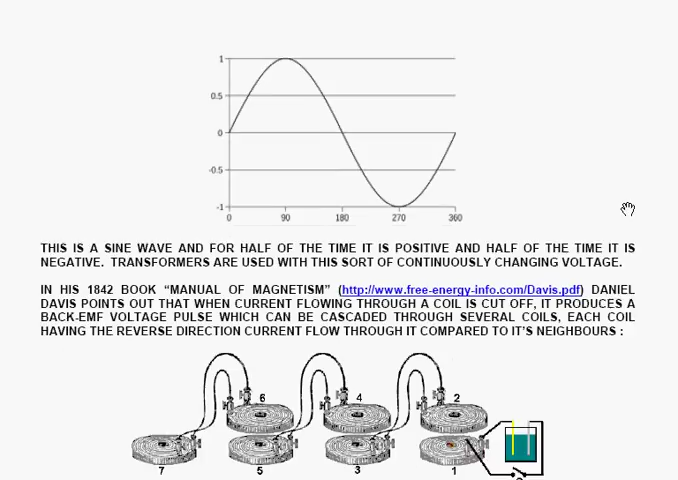 1
0.5
0
-0.5
-1
0 90 180 270 360
THIS IS A SINE WAVE AND FOR HALF OF THE TIME IT IS POSITIVE AND HALF OF THE TIME IT IS
NEGATIVE. TRANSFORMERS ARE USED WITH THIS SORT OF CONTINUOUSLY CHANGING VOLTAGE.
IN HIS 1842 BOOK “MANUAL OF MAGNETISM” (http://www.free-energy-info.com/Davis.pdf) DANIEL
DAVIS POINTS OUT THAT WHEN CURRENT FLOWING THROUGH A COIL IS CUT OFF, IT PRODUCES A
BACK-EMF VOLTAGE PULSE WHICH CAN BE CASCADED THROUGH SEVERAL COILS, EACH COIL
HAVING THE REVERSE DIRECTION CURRENT FLOW THROUGH IT COMPARED TO IT’S NEIGHBOURS :
6 4 2
7 5 3 1